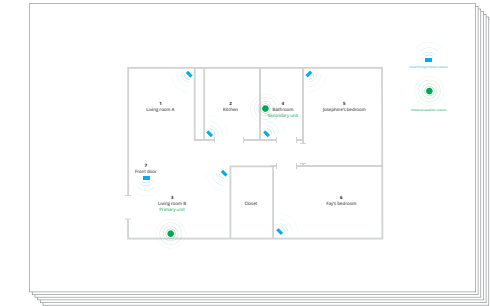 1
Living room A
2
Kitchen
4
Bathroom
Secondary unit
5
Josephine's bedroom
7
Front door
3
Living room B
Primary unit
Closet
6
Fay's bedroom